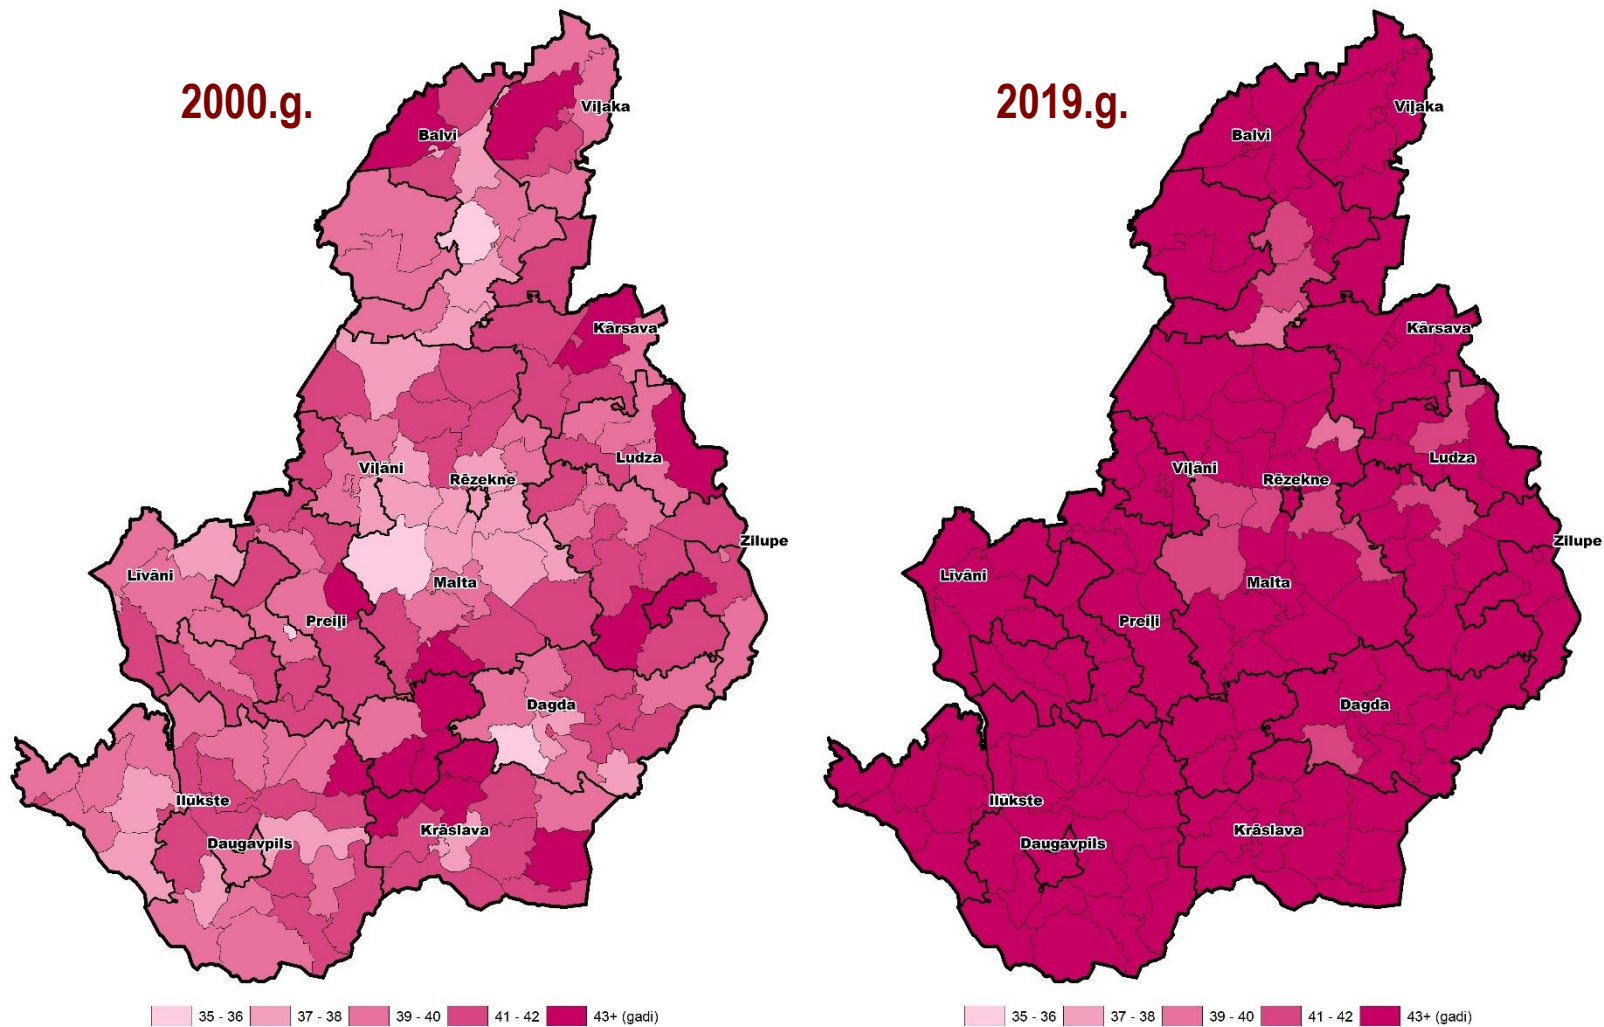 2000.g.
2019.g.
Viļaka
Balvi
Kārsava
Viļāni
Rēzekne
Ludza
Zilupe
Līvāni
Malta
Preiļi
Dagda
Ilūkste
Krāslava
Daugavpils
Viļaka
Balvi
Kārsava
Viļāni
Rēzekne
Ludza
Zilupe
Līvāni
Malta
Preiļi
Dagda
Ilūkste
Krāslava
Daugavpils
35 - 36 37 - 38 39 - 40 41 - 42 43+ (gadi)
35 - 36 37 - 38 39 - 40 41 - 42 43+ (gadi)